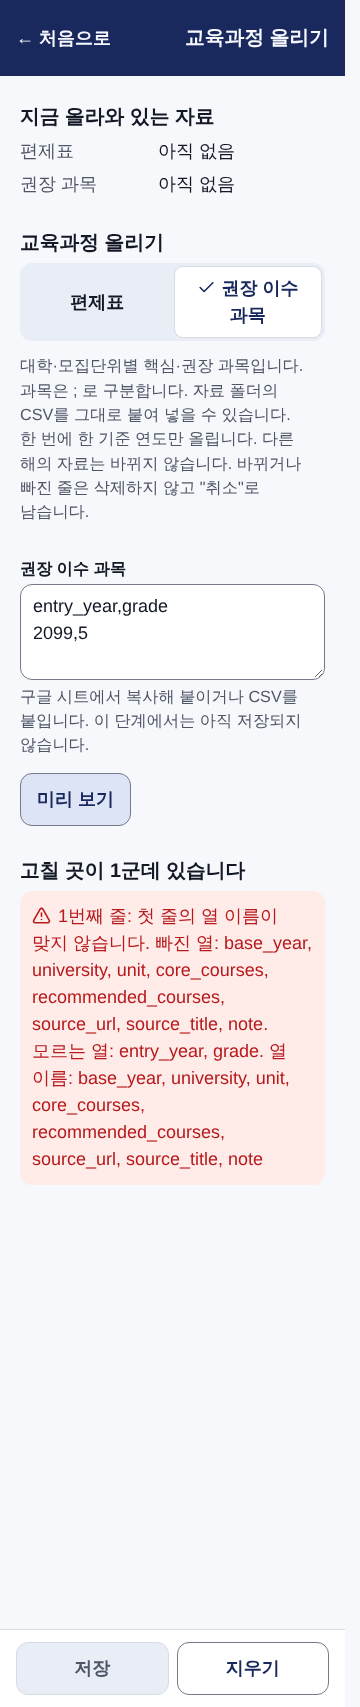 ← 처음으로
교육과정 올리기
지금 올라와 있는 자료
편제표 아직 없음
권장 과목 아직 없음
교육과정 올리기
편제표
권장 이수
과목
대학·모집단위별 핵심·권장 과목입니다.
과목은 ; 로 구분합니다. 자료 폴더의
CSV를 그대로 붙여 넣을 수 있습니다.
한 번에 한 기준 연도만 올립니다. 다른
해의 자료는 바뀌지 않습니다. 바뀌거나
빠진 줄은 삭제하지 않고 "취소"로
남습니다.
권장 이수 과목
entry_year,grade
2099,5
구글 시트에서 복사해 붙이거나 CSV를
붙입니다. 이 단계에서는 아직 저장되지
않습니다.
미리 보기
고칠 곳이 1군데 있습니다
1번째 줄: 첫 줄의 열 이름이
맞지 않습니다. 빠진 열: base_year,
university, unit, core_courses,
recommended_courses,
source_url, source_title, note.
모르는 열: entry_year, grade. 열
이름: base_year, university, unit,
core_courses,
recommended_courses,
source_url, source_title, note
저장
지우기